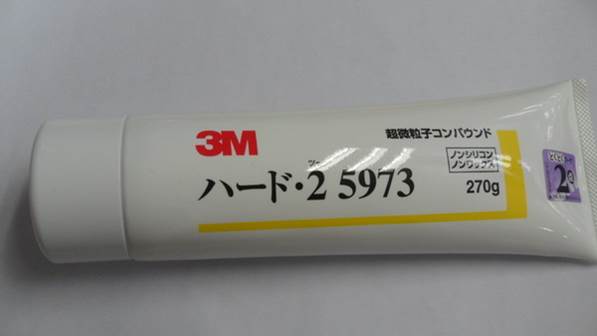 3M
超微粒子コンパウンド
ノンシリコン
ノンワックス
ハード・2 5973
270g
2